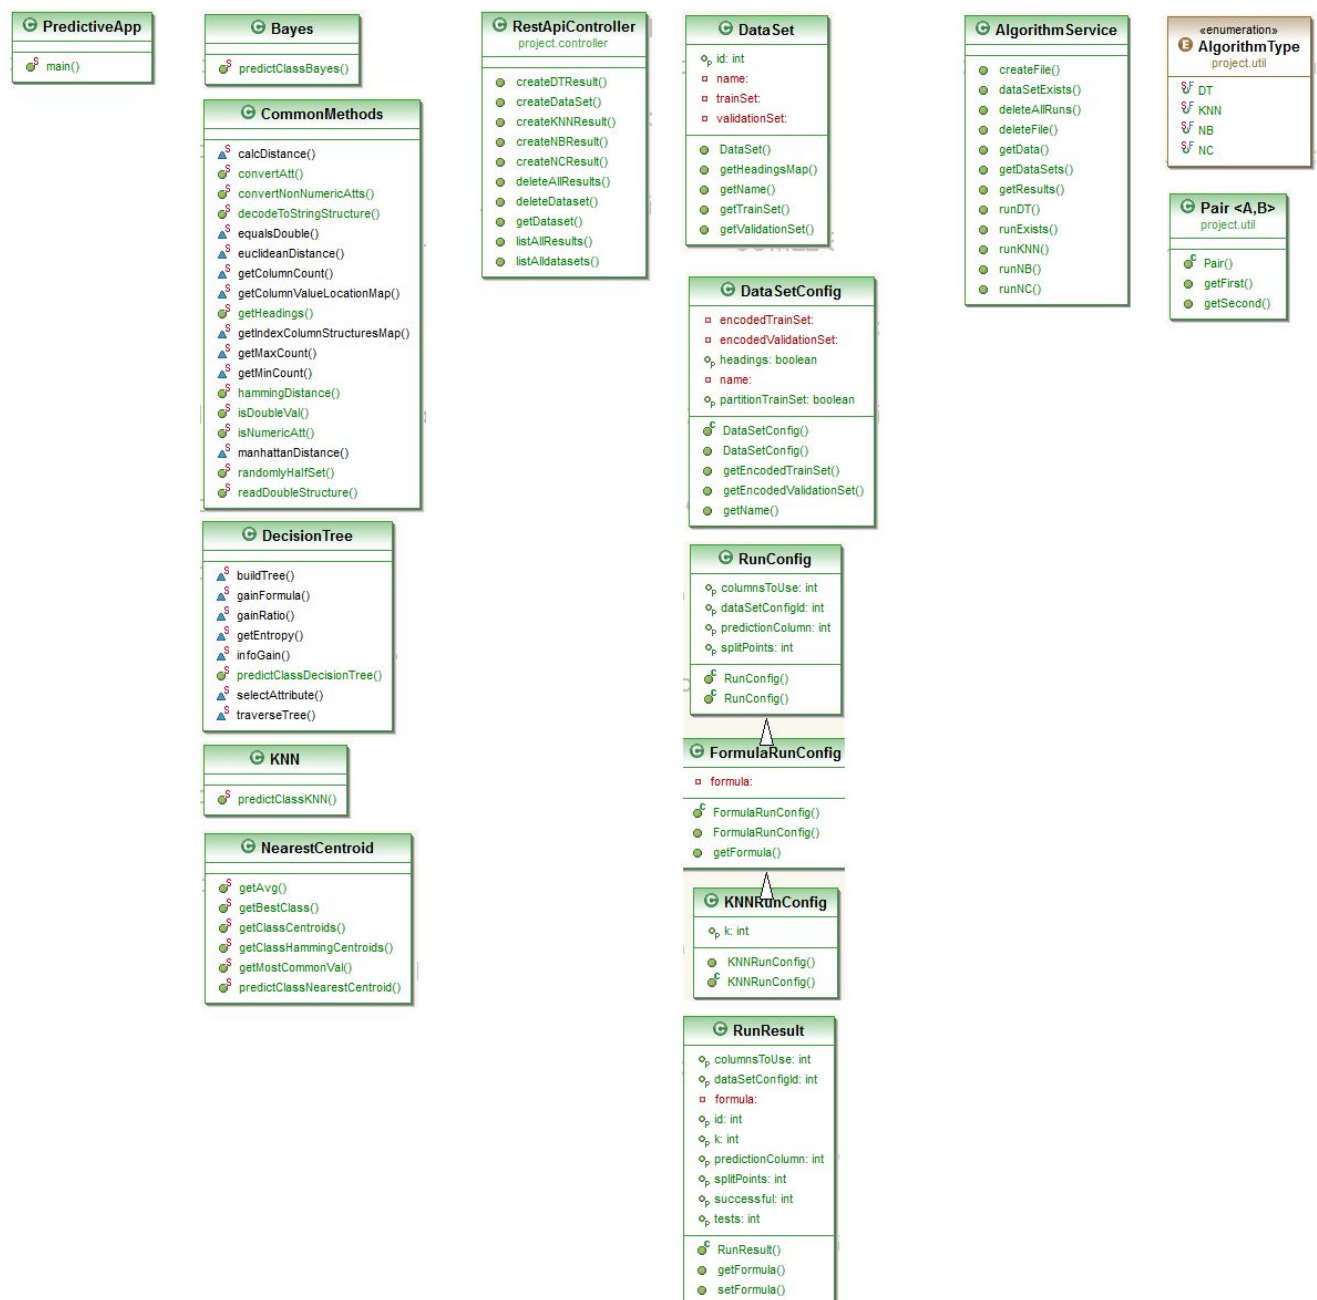 PredictiveApp
main()
Bayes
predictClassBayes()
CommonMethods
calcDistance()
convertAtt()
convertNonNumericAtts()
decodeToStringStructure()
equalsDouble()
euclideanDistance()
getColumnCount()
getColumnValueLocationMap()
getHeadings()
getIndexColumnStructuresMap()
getMaxCount()
getMinCount()
hammingDistance()
isDoubleVal()
isNumericAtt()
manhattanDistance()
randomlyHalfSet()
readDoubleStructure()
DecisionTree
buildTree()
gainFormula()
gainRatio()
getEntropy()
infoGain()
predictClassDecisionTree()
selectAttribute()
traverseTree()
KNN
predictClassKNN()
NearestCentroid
getAvg()
getBestClass()
getClassCentroids()
getClassHammingCentroids()
getMostCommonVal()
predictClassNearestCentroid()
RestApiController
project.controller
createDTResult()
createDataSet()
createKNNResult()
createNBResult()
createNCResult()
deleteAllResults()
deleteDataset()
getDataset()
listAllResults()
listAlldatasets()
DataSet
id: int
name:
trainSet:
validationSet:
DataSet()
getHeadingsMap()
getName()
getTrainSet()
getValidationSet()
DataSetConfig
encodedTrainSet:
encodedValidationSet:
headings: boolean
name:
partitionTrainSet: boolean
DataSetConfig()
DataSetConfig()
getEncodedTrainSet()
getEncodedValidationSet()
getName()
RunConfig
columnsToUse: int
dataSetConfigId: int
predictionColumn: int
splitPoints: int
RunConfig()
RunConfig()
FormulaRunConfig
formula:
FormulaRunConfig()
FormulaRunConfig()
getFormula()
KNNRunConfig
k: int
KNNRunConfig()
KNNRunConfig()
RunResult
columnsToUse: int
dataSetConfigId: int
formula:
id: int
k: int
predictionColumn: int
splitPoints: int
successful: int
tests: int
RunResult()
getFormula()
setFormula()
AlgorithmService
createFile()
dataSetExists()
deleteAllRuns()
deleteFile()
getData()
getDataSets()
getResults()
runDT()
runExists()
runKNN()
runNB()
runNC()
«enumeration»
AlgorithmType
project.util
DT
KNN
NB
NC
Pair <A,B>
project.util
Pair()
getFirst()
getSecond()